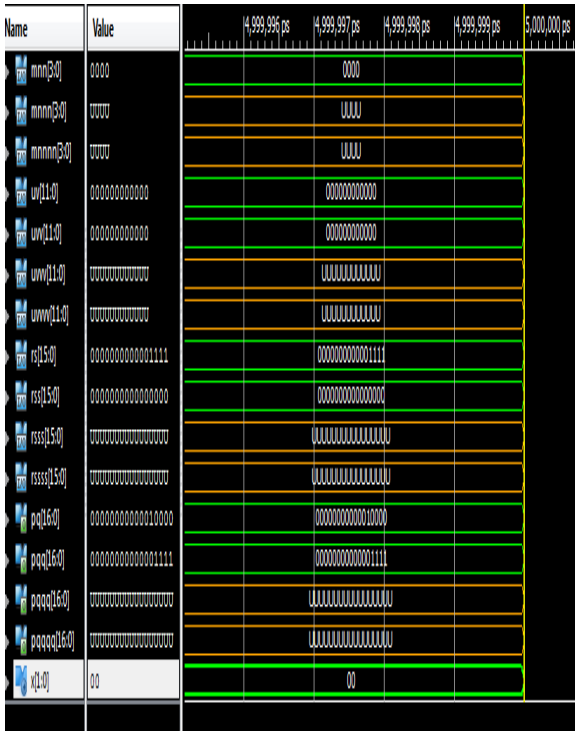 Name Value 4,999,996 ps 4,999,997 ps 4,999,998 ps 4,999,999 ps 5,000,000 ps
mnn[3:0] 0000 0000
mnnn[3:0] UUUU UUUU
mnnnn[3:0] UUUU UUUU
uv[11:0] 000000000000 000000000000
uvv[11:0] 000000000000 000000000000
uvvv[11:0] UUUUUUUUUUUU UUUUUUUUUUUU
uvvvv[11:0] UUUUUUUUUUUU UUUUUUUUUUUU
rs[15:0] 0000000000001111 0000000000001111
rss[15:0] 0000000000000000 0000000000000000
rsss[15:0] UUUUUUUUUUUUUUUU UUUUUUUUUUUUUUUU
rssss[15:0] UUUUUUUUUUUUUUUU UUUUUUUUUUUUUUUU
pq[16:0] 00000000000010000 00000000000010000
pqq[16:0] 00000000000001111 00000000000001111
pqqq[16:0] UUUUUUUUUUUUUUUUU UUUUUUUUUUUUUUUUU
pqqqq[16:0] UUUUUUUUUUUUUUUUU UUUUUUUUUUUUUUUUU
x[1:0] 00 00